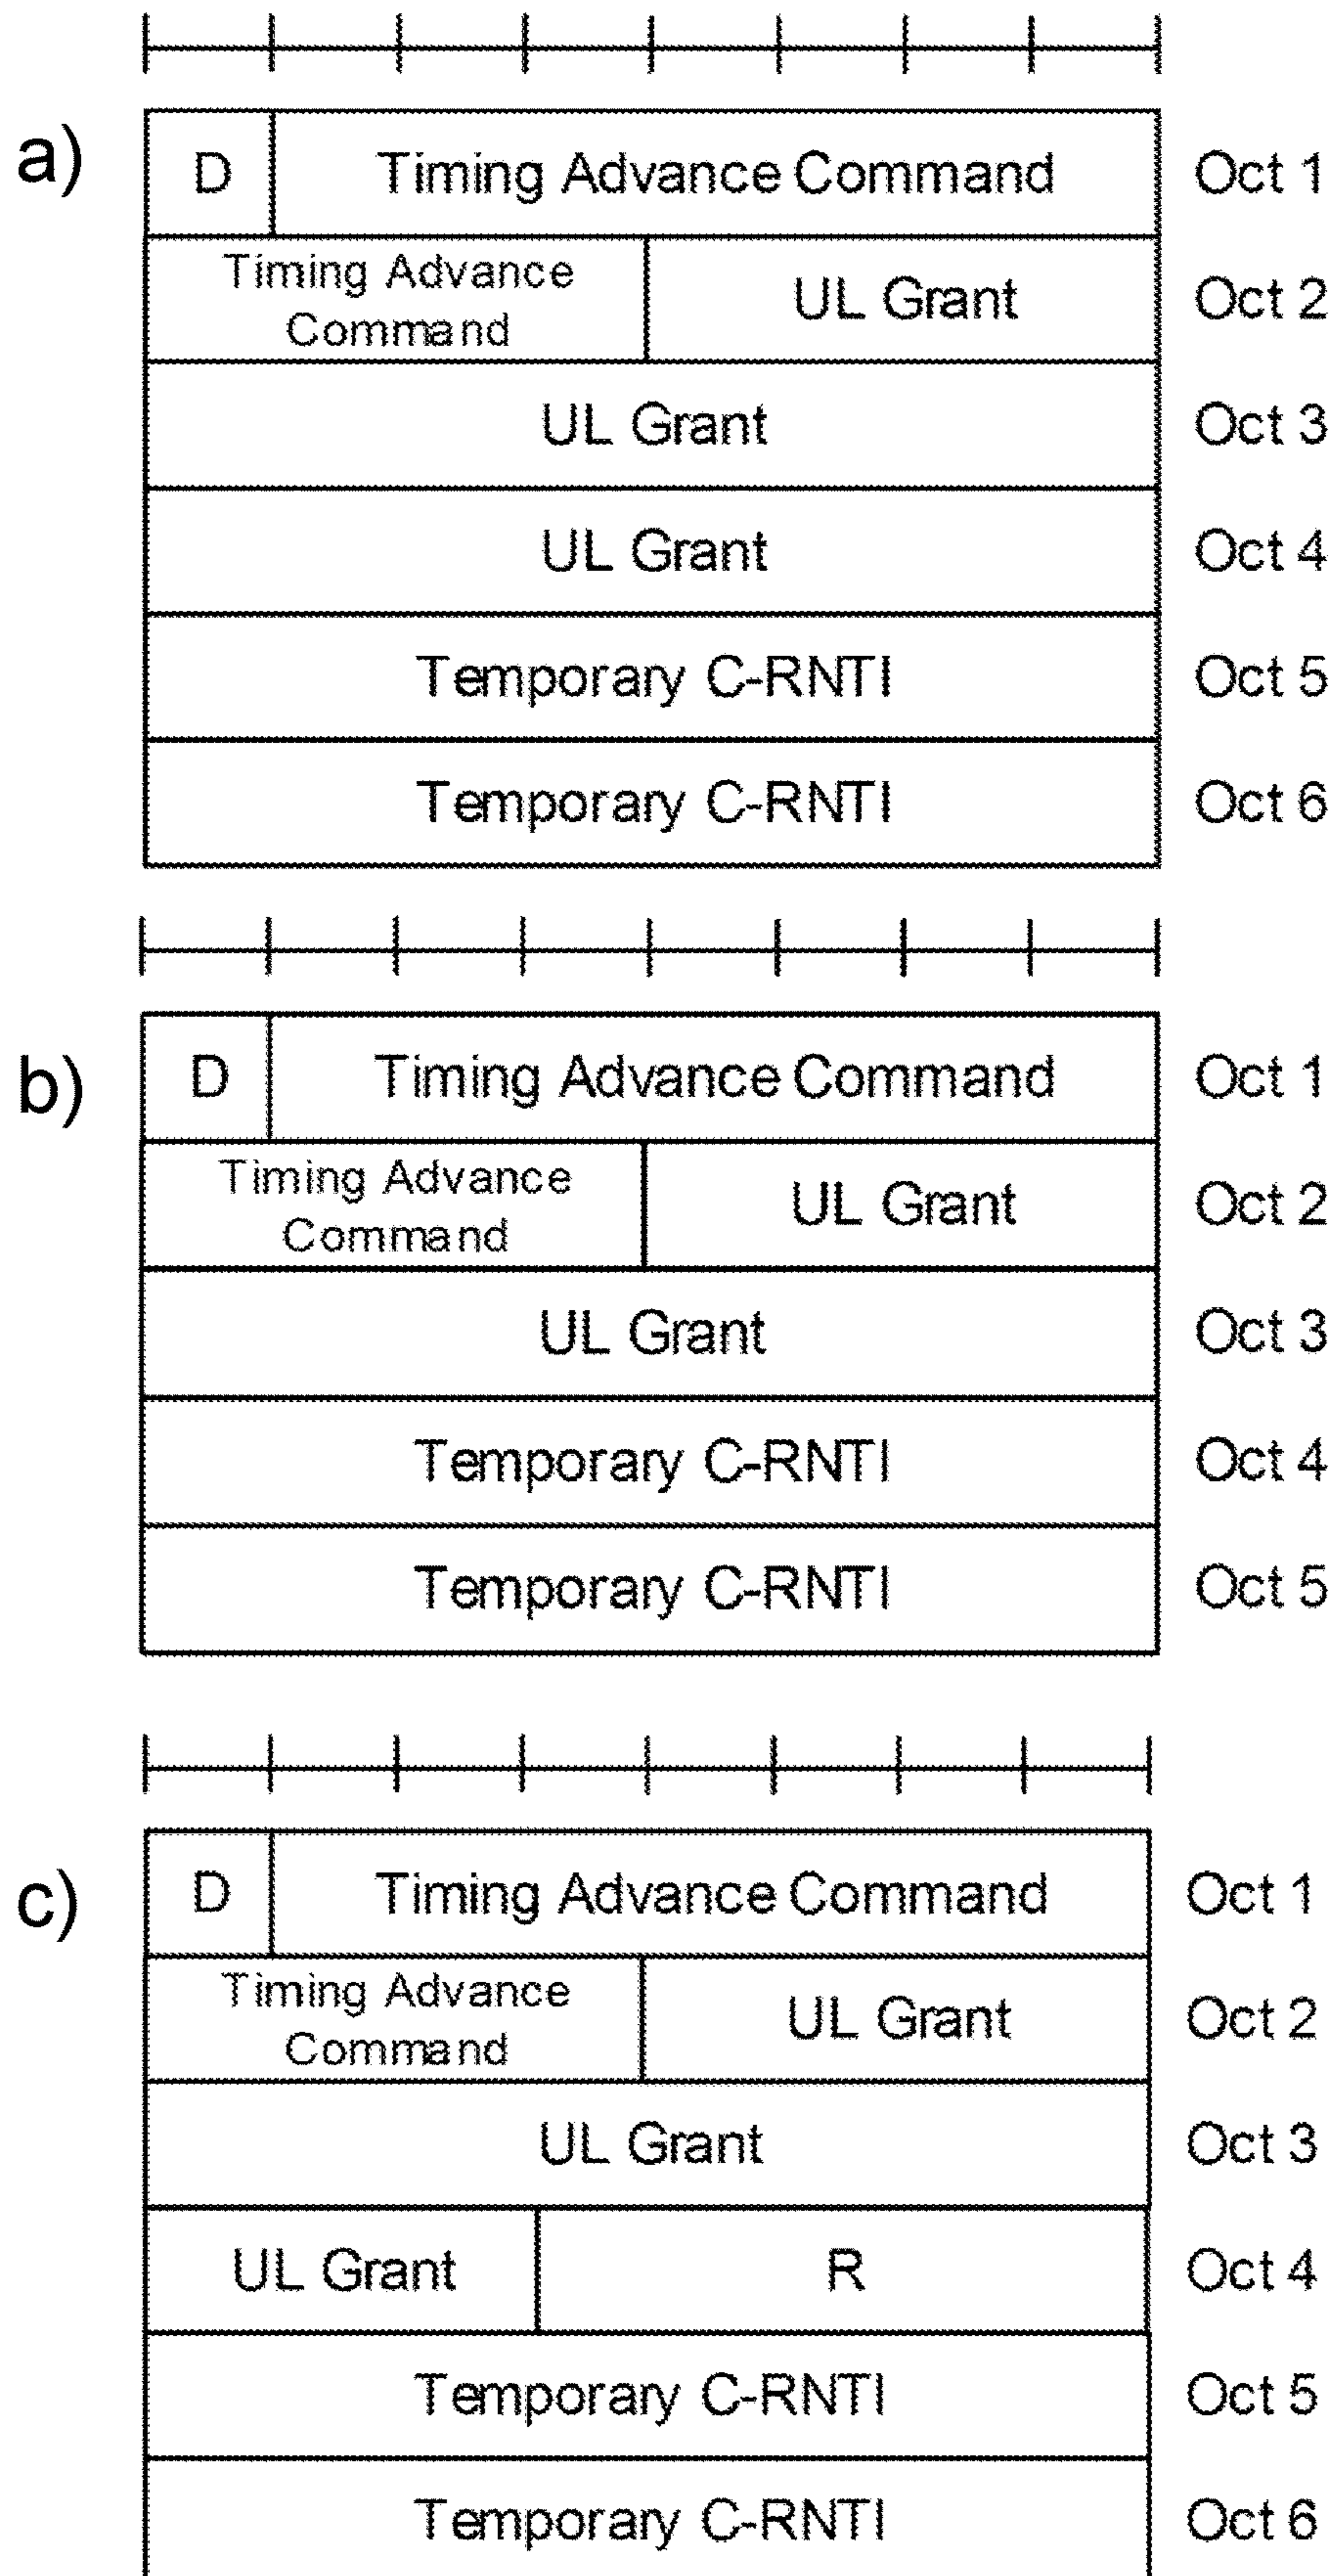 a)
D Timing Advance Command Oct 1
Timing Advance
Command
UL Grant Oct 2
UL Grant Oct 3
UL Grant Oct 4
Temporary C-RNTI Oct 5
Temporary C-RNTI Oct 6
b)
D Timing Advance Command Oct 1
Timing Advance
Command
UL Grant Oct 2
UL Grant Oct 3
Temporary C-RNTI Oct 4
Temporary C-RNTI Oct 5
c)
D Timing Advance Command Oct 1
Timing Advance
Command
UL Grant Oct 2
UL Grant Oct 3
UL Grant R Oct 4
Temporary C-RNTI Oct 5
Temporary C-RNTI Oct 6